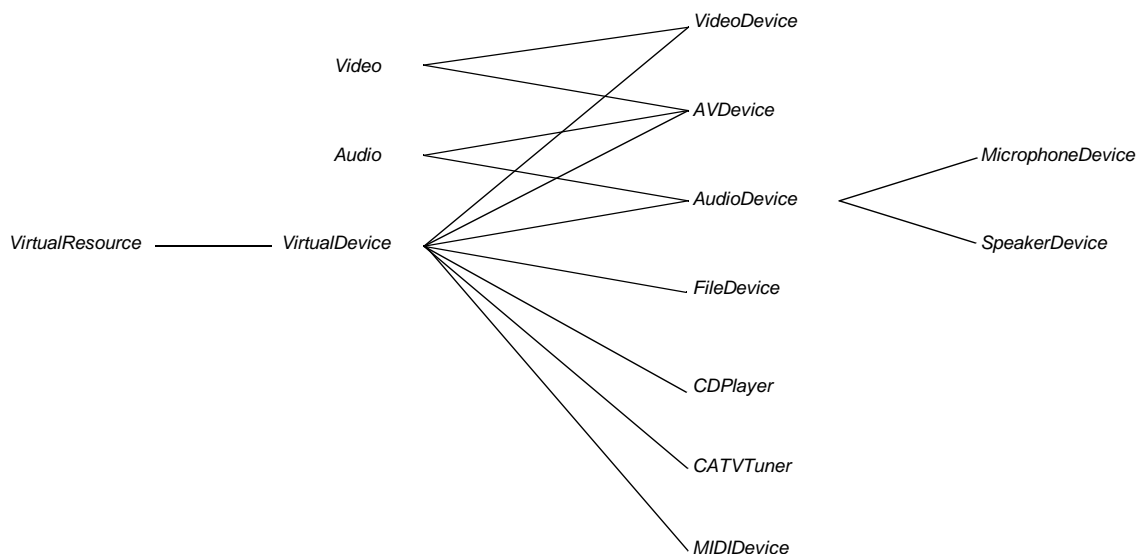 VideoDevice
Video
AVDevice
Audio
MicrophoneDevice
AudioDevice
VirtualResource
VirtualDevice
SpeakerDevice
FileDevice
CDPlayer
CATVTuner
MIDIDevice